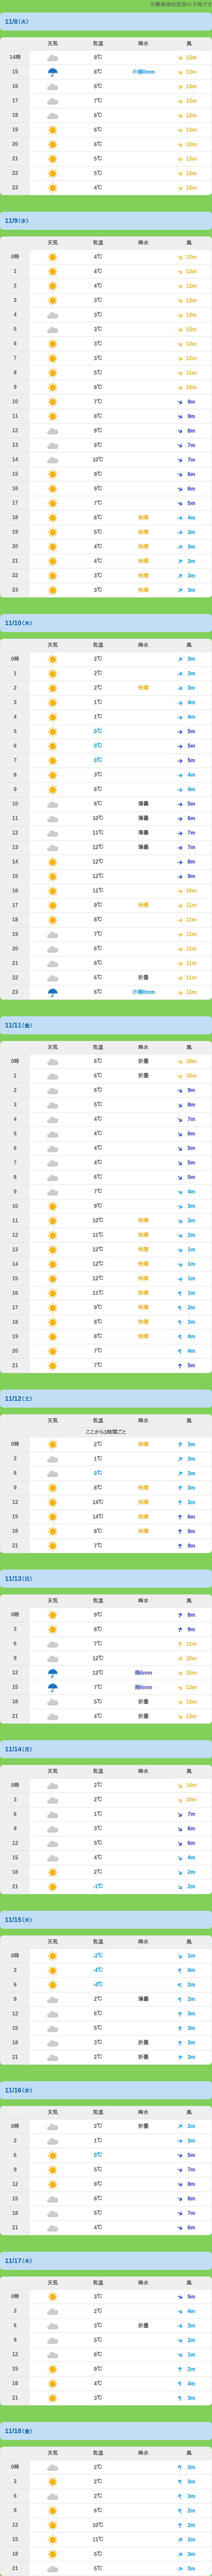 11/8(火)
天気 気温 降水 風
14時 9℃ 13m
15 8℃ 小雨0mm 13m
16 8℃ 13m
17 7℃ 13m
18 6℃ 12m
19 6℃ 13m
20 6℃ 13m
21 5℃ 13m
22 5℃ 13m
23 4℃ 13m
11/9(水)
天気 気温 降水 風
0時 4℃ 13m
1 4℃ 13m
2 4℃ 13m
3 3℃ 13m
4 3℃ 13m
5 3℃ 13m
6 3℃ 13m
7 3℃ 12m
8 5℃ 11m
9 6℃ 10m
10 7℃ 9m
11 8℃ 9m
12 9℃ 8m
13 9℃ 7m
14 10℃ 7m
15 9℃ 6m
16 9℃ 6m
17 7℃ 5m
18 6℃ 快晴 4m
19 5℃ 快晴 3m
20 4℃ 快晴 3m
21 4℃ 快晴 3m
22 3℃ 快晴 3m
23 3℃ 快晴 3m
11/10(木)
天気 気温 降水 風
0時 2℃ 3m
1 2℃ 3m
2 2℃ 快晴 3m
3 1℃ 4m
4 1℃ 4m
5 0℃ 5m
6 0℃ 5m
7 0℃ 5m
8 3℃ 4m
9 6℃ 4m
10 8℃ 薄曇 5m
11 10℃ 薄曇 6m
12 11℃ 薄曇 7m
13 12℃ 薄曇 7m
14 12℃ 8m
15 12℃ 9m
16 11℃ 10m
17 9℃ 快晴 11m
18 8℃ 11m
19 7℃ 11m
20 6℃ 11m
21 6℃ 11m
22 6℃ 折曇 11m
23 6℃ 小雨0mm 11m
11/11(金)
天気 気温 降水 風
0時 6℃ 折曇 10m
1 6℃ 折曇 10m
2 6℃ 9m
3 5℃ 8m
4 4℃ 7m
5 4℃ 6m
6 4℃ 5m
7 4℃ 5m
8 6℃ 5m
9 7℃ 4m
10 9℃ 3m
11 10℃ 快晴 3m
12 11℃ 快晴 2m
13 12℃ 快晴 1m
14 12℃ 快晴 1m
15 12℃ 快晴 1m
16 11℃ 快晴 1m
17 9℃ 快晴 2m
18 8℃ 快晴 3m
19 8℃ 快晴 4m
20 7℃ 4m
21 7℃ 5m
11/12(土)
天気 気温 降水 風
ここから3時間ごと
0時 2℃ 快晴 3m
3 1℃ 3m
6 0℃ 3m
9 8℃ 快晴 3m
12 14℃ 快晴 3m
15 14℃ 快晴 6m
18 8℃ 快晴 9m
21 7℃ 9m
11/13(日)
天気 気温 降水 風
0時 9℃ 8m
3 8℃ 9m
6 7℃ 11m
9 12℃ 10m
12 12℃ 雨6mm 15m
15 7℃ 雨6mm 13m
18 5℃ 折曇 13m
21 4℃ 折曇 13m
11/14(月)
天気 気温 降水 風
0時 2℃ 14m
3 2℃ 10m
6 1℃ 7m
9 3℃ 6m
12 5℃ 6m
15 4℃ 4m
18 2℃ 2m
21 -1℃ 2m
11/15(火)
天気 気温 降水 風
0時 -2℃ 1m
3 -4℃ 0m
6 -4℃ 2m
9 2℃ 薄曇 2m
12 6℃ 3m
15 5℃ 3m
18 3℃ 折曇 3m
21 2℃ 折曇 3m
11/16(水)
天気 気温 降水 風
0時 2℃ 折曇 2m
3 1℃ 3m
6 0℃ 5m
9 5℃ 7m
12 9℃ 8m
15 8℃ 8m
18 5℃ 7m
21 4℃ 6m
11/17(木)
天気 気温 降水 風
0時 3℃ 5m
3 2℃ 4m
6 3℃ 折曇 3m
9 5℃ 2m
12 8℃ 1m
15 9℃ 2m
18 4℃ 4m
21 3℃ 3m
11/18(金)
天気 気温 降水 風
0時 2℃ 3m
3 2℃ 3m
6 2℃ 3m
9 6℃ 2m
12 10℃ 2m
15 11℃ 2m
18 5℃ 3m
21 5℃ 3m